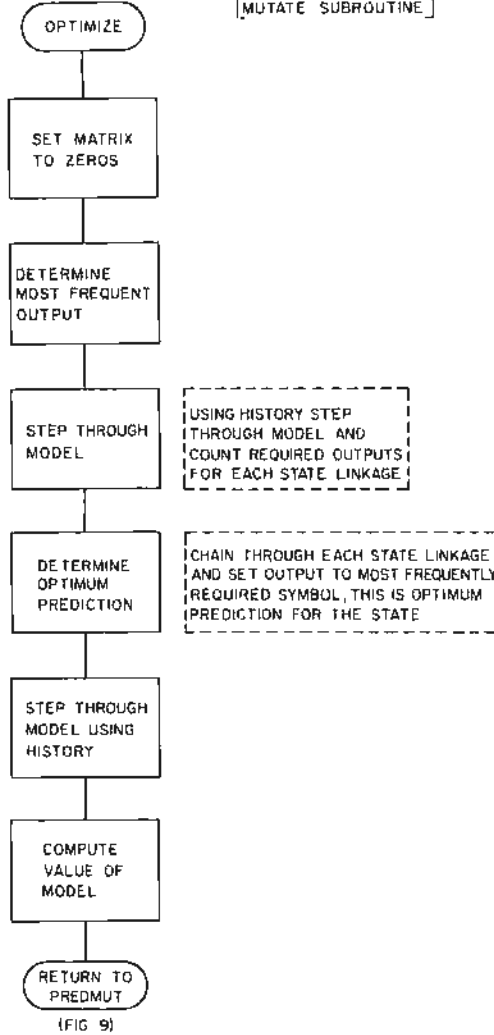 MUTATE SUBROUTINE
OPTIMIZE
SET MATRIX
TO ZEROS
DETERMINE
MOST FREQUENT
OUTPUT
STEP THROUGH
MODEL
USING HISTORY STEP
THROUGH MODEL AND
COUNT REQUIRED OUTPUTS
FOR EACH STATE LINKAGE
DETERMINE
OPTIMUM
PREDICTION
CHAIN THROUGH EACH STATE LINKAGE
AND SET OUTPUT TO MOST FREQUENTLY
REQUIRED SYMBOL, THIS IS OPTIMUM
PREDICTION FOR THE STATE
STEP THROUGH
MODEL USING
HISTORY
COMPUTE
VALUE OF
MODEL
RETURN TO
PREDMUT
(FIG 9)